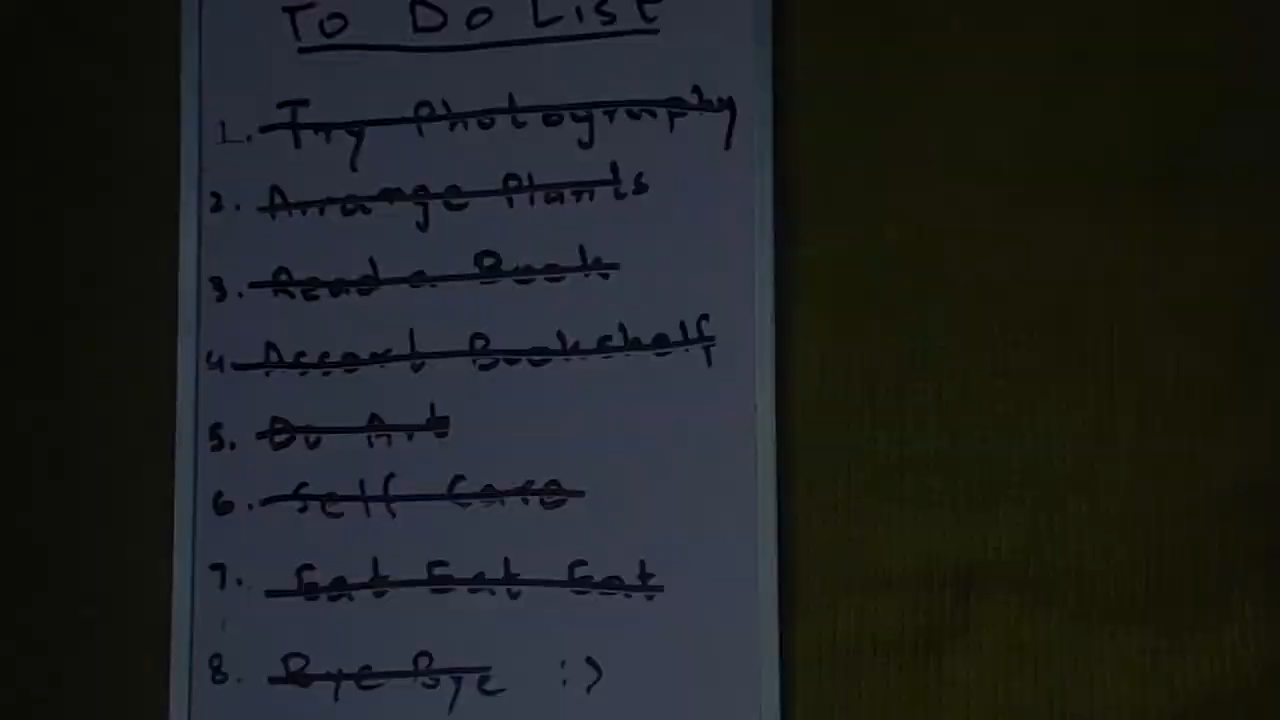 To Do List
1. Try Photography
2. Arrange Plants
3. Read a Book
4. Assort Bookshelf
5. Do Art
6. Self Care
7. Eat Eat Eat
8. Bye Bye :)